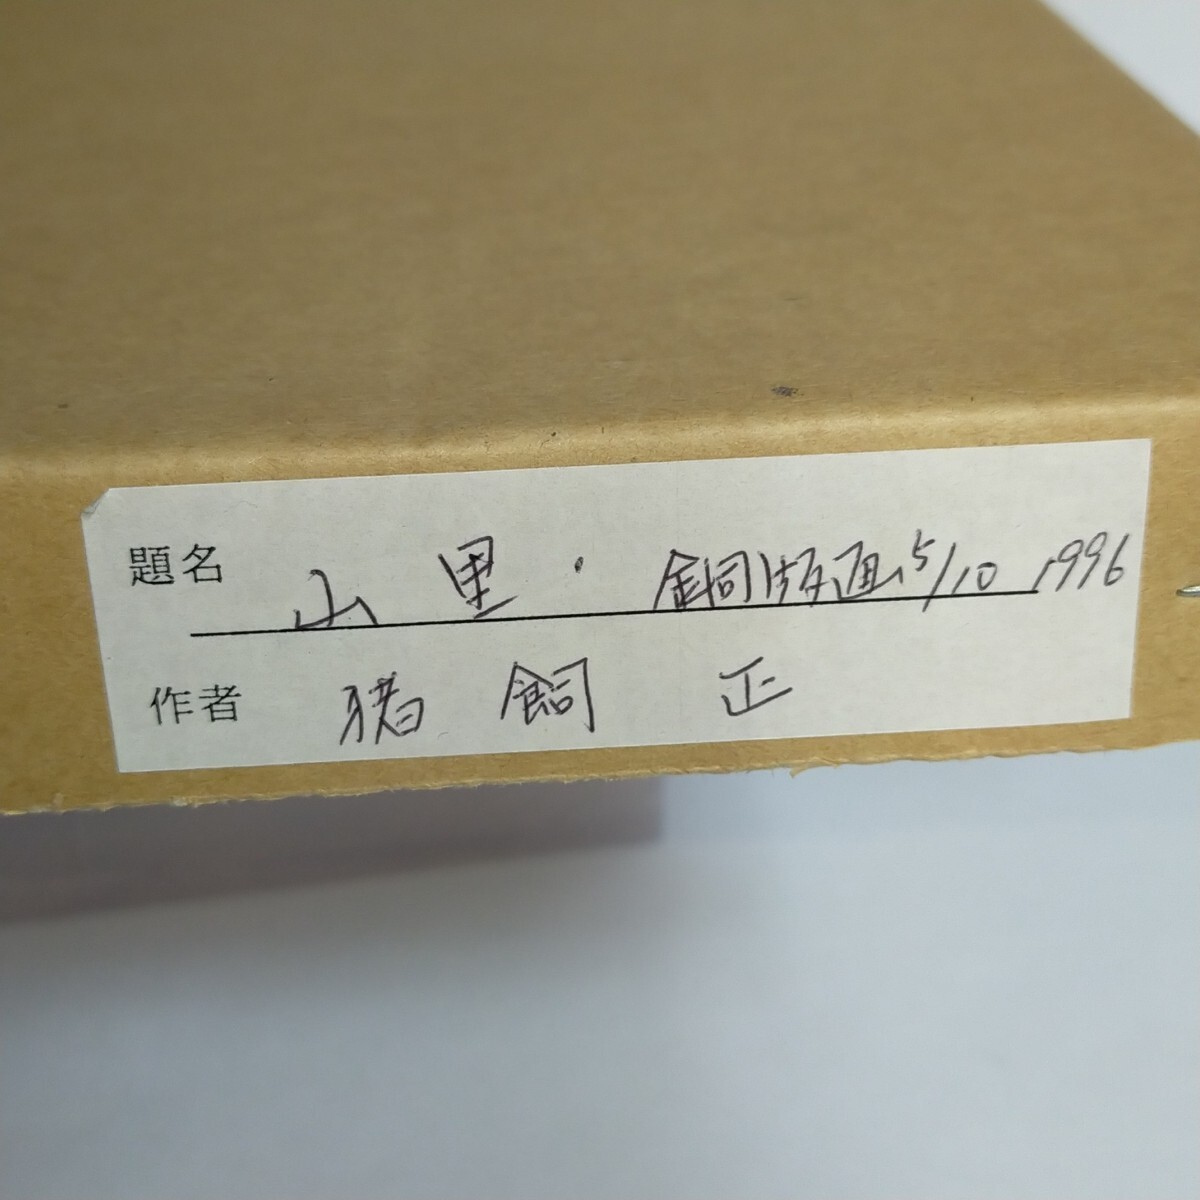 題名 山里・銅版画 5/10 1996
作者 猪飼 正